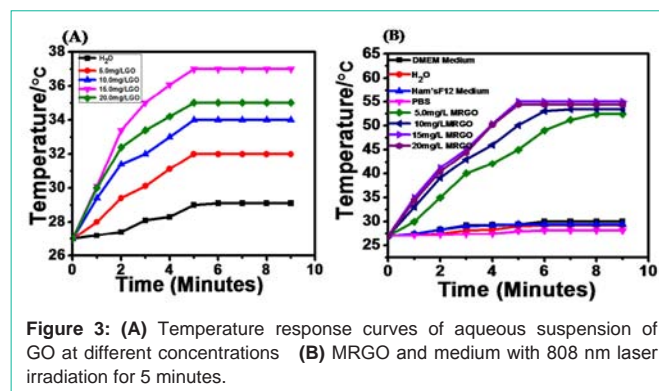 (A)
H2O
5.0mg/LGO
10.0mg/LGO
15.0mg/LGO
20.0mg/LGO
Temperature/°C
38
36
34
32
30
28
26
0 2 4 6 8 10
Time (Minutes)
(B)
DMEM Medium
H2O
Ham'sF12 Medium
PBS
5.0mg/L MRGO
10mg/LMRGO
15mg/L MRGO
20mg/L MRGO
Temperature/°C
65
60
55
50
45
40
35
30
25
0 2 4 6 8 10
Time (Minutes)
Figure 3: (A) Temperature response curves of aqueous suspension of
GO at different concentrations (B) MRGO and medium with 808 nm laser
irradiation for 5 minutes.